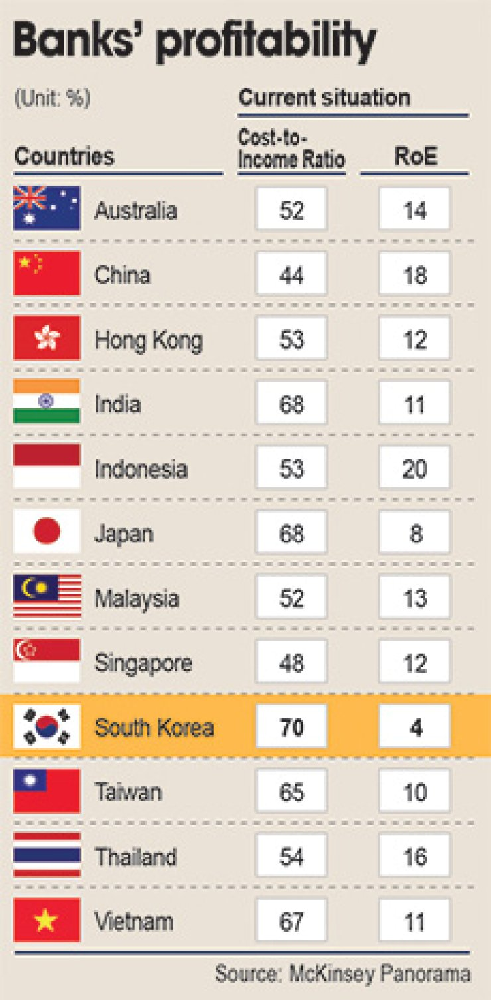 Banks’ profitability
(Unit: %)
Current situation
Countries
Cost-to-
Income Ratio
RoE
Australia 52 14
China 44 18
Hong Kong 53 12
India 68 11
Indonesia 53 20
Japan 68 8
Malaysia 52 13
Singapore 48 12
South Korea 70 4
Taiwan 65 10
Thailand 54 16
Vietnam 67 11
Source: McKinsey Panorama